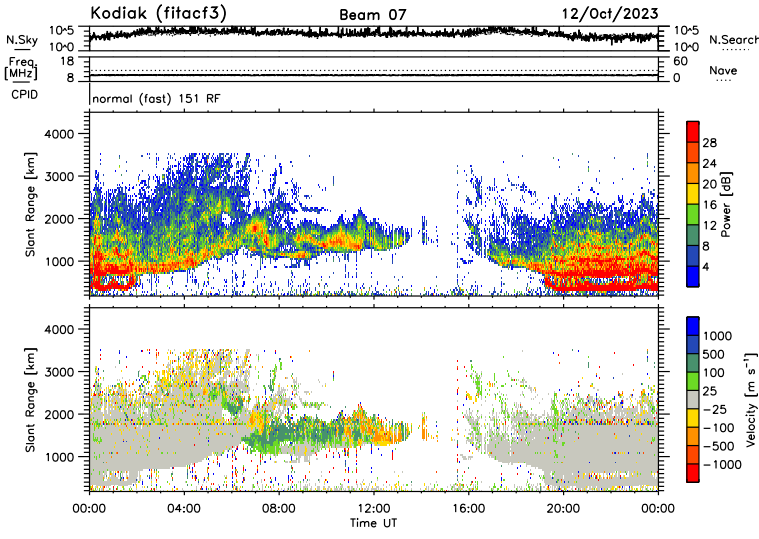 Kodiak (fitacf3) Beam 07 12/Oct/2023
N.Sky 10^5 10^0 10^5 10^0 N.Search
Freq. [MHz] 18 8 60 0 Nave
CPID normal (fast) 151 RF
Slant Range [km]
4000
3000
2000
1000
28
24
20
16
12
8
4
Power [dB]
Slant Range [km]
4000
3000
2000
1000
1000
500
100
25
-25
-100
-500
-1000
Velocity [m s⁻¹]
00:00 04:00 08:00 12:00 16:00 20:00 00:00
Time UT